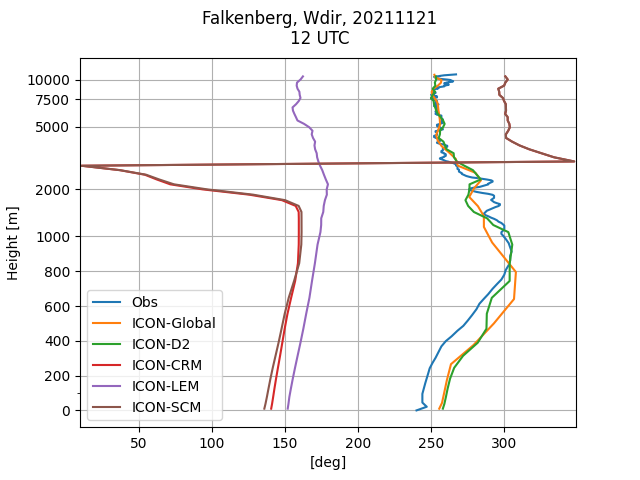 Falkenberg, Wdir, 20211121
12 UTC
10000
7500
5000
2000
1000
800
600
400
200
0
Height [m]
Obs
ICON-Global
ICON-D2
ICON-CRM
ICON-LEM
ICON-SCM
50
100
150
200
250
300
[deg]